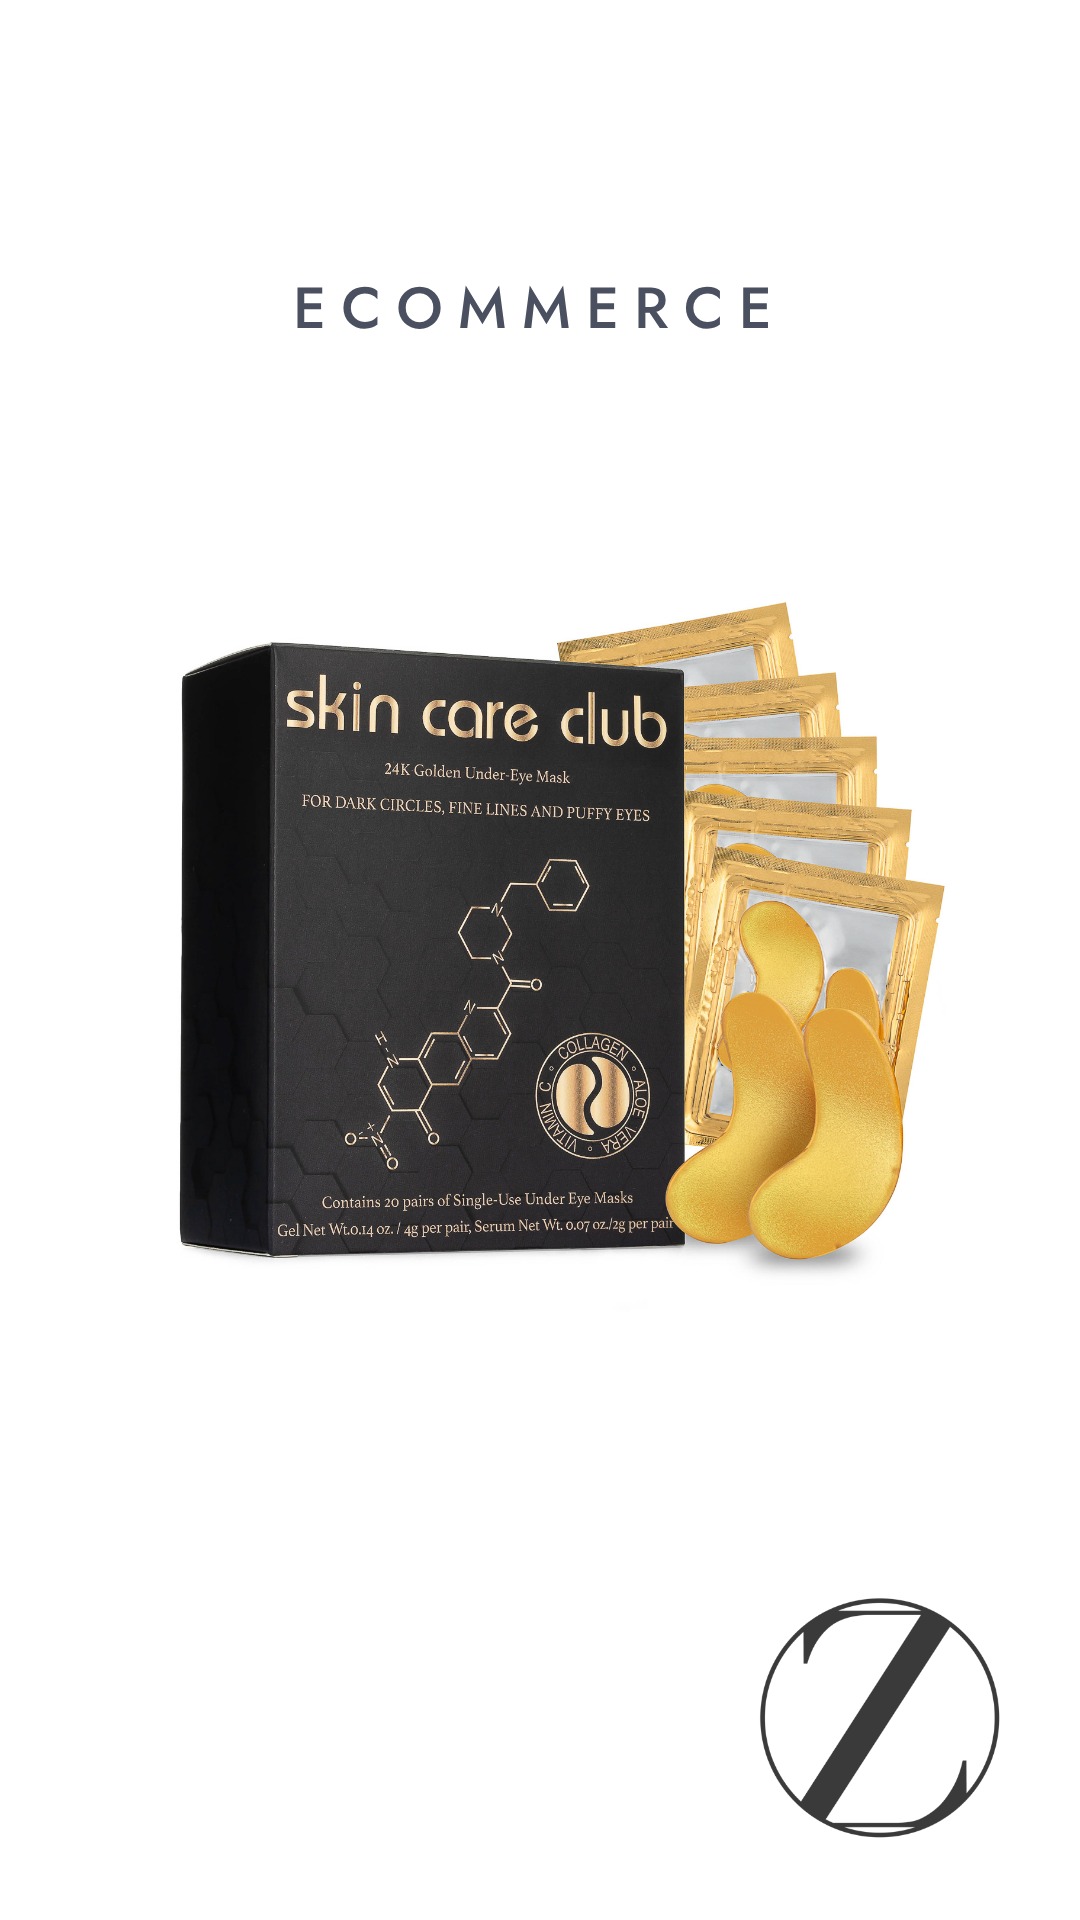 ECOMMERCE
skin care club
24K Golden Under-Eye Mask
FOR DARK CIRCLES, FINE LINES AND PUFFY EYES
N
N
O
N
H
N
O
N
+
O
O
-
COLLAGEN ° ALOE VERA ° VITAMIN C °
Contains 20 pairs of Single-Use Under Eye Masks
Gel Net Wt.0.14 oz. / 4g per pair, Serum Net Wt. 0.07 oz./2g per pair
Z